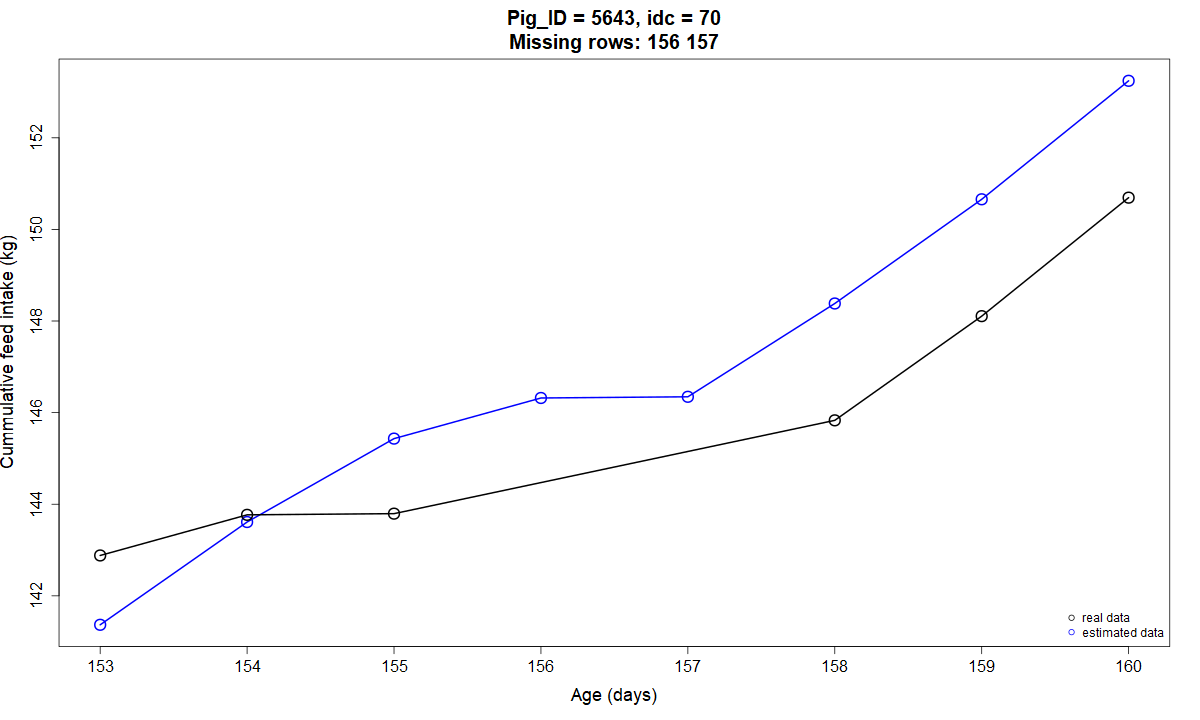 Pig_ID = 5643, idc = 70
Missing rows: 156 157
Cummulative feed intake (kg)
152
150
148
146
144
142
real data
estimated data
153 154 155 156 157 158 159 160
Age (days)